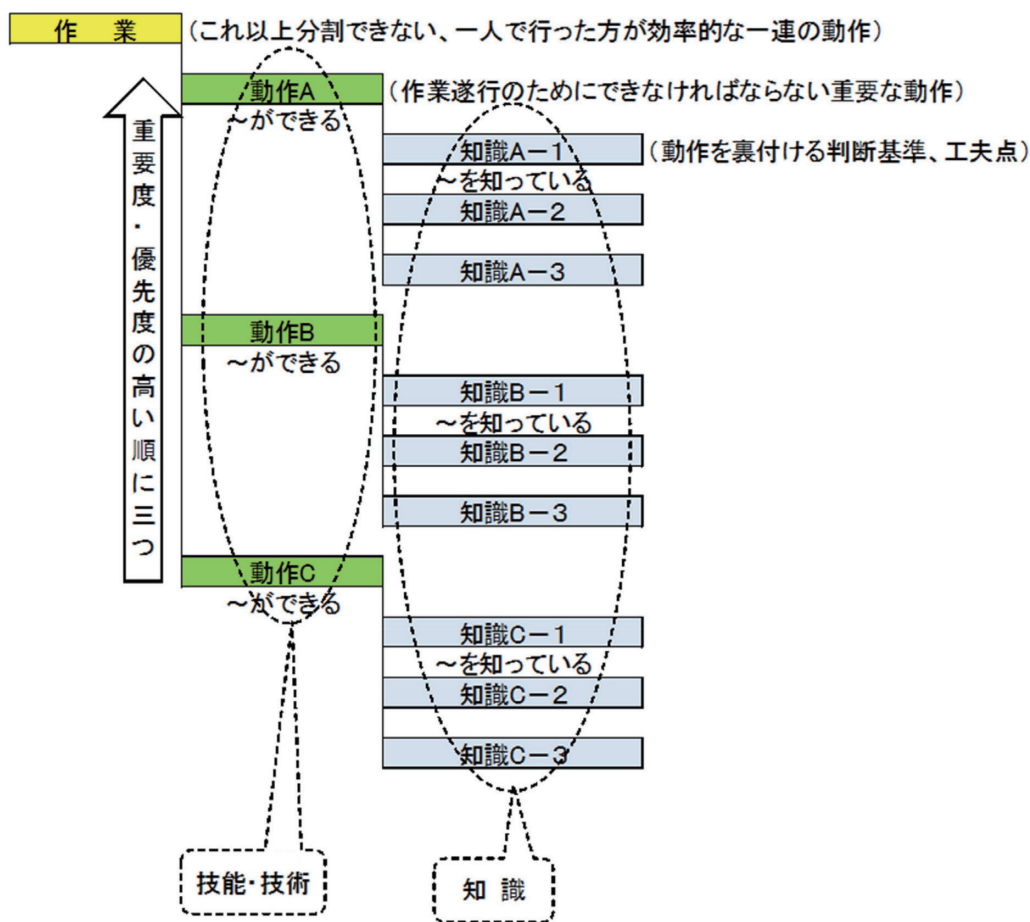 作　業 (これ以上分割できない、一人で行った方が効率的な一連の動作)
動作A (作業遂行のためにできなければならない重要な動作)
～ができる
知識A－1 (動作を裏付ける判断基準、工夫点)
～を知っている
知識A－2
知識A－3
動作B
～ができる
知識B－1
～を知っている
知識B－2
知識B－3
動作C
～ができる
知識C－1
～を知っている
知識C－2
知識C－3
重要度・優先度の高い順に三つ
技能・技術
知 識